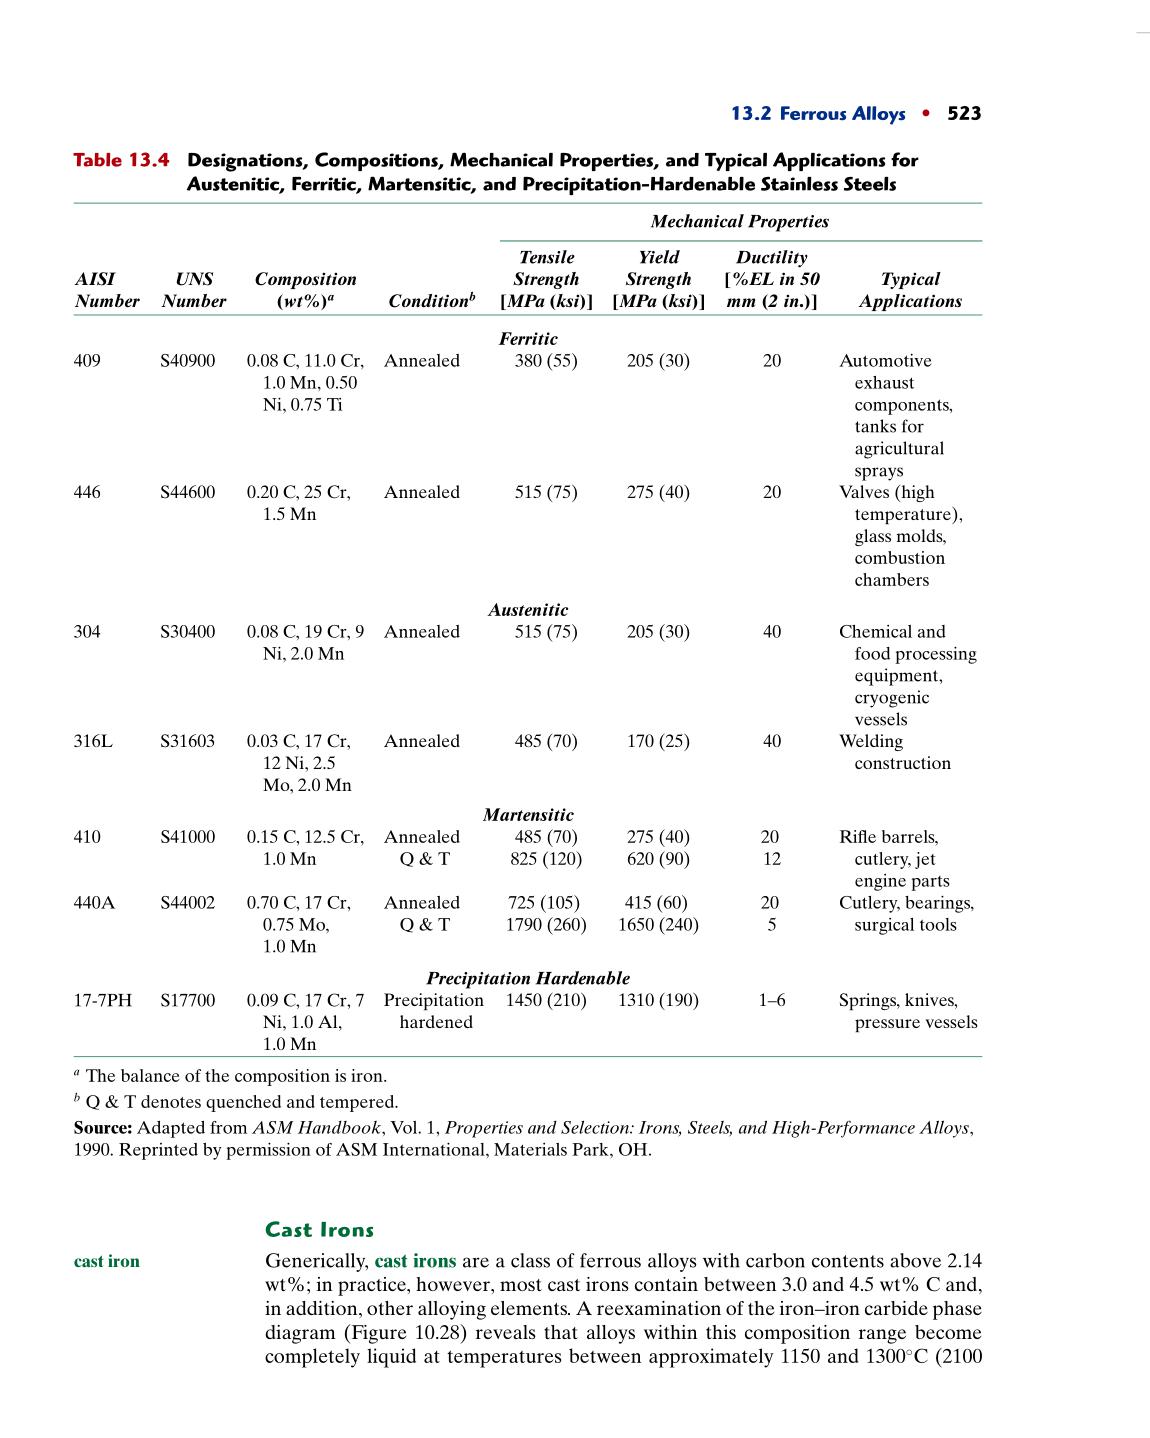 13.2 Ferrous Alloys • 523
Table 13.4 Designations, Compositions, Mechanical Properties, and Typical Applications for
Austenitic, Ferritic, Martensitic, and Precipitation-Hardenable Stainless Steels
Mechanical Properties
Tensile Yield Ductility
AISI UNS Composition Strength Strength [%EL in 50 Typical
Number Number (wt%)a Conditionb [MPa (ksi)] [MPa (ksi)] mm (2 in.)] Applications
Ferritic
409 S40900 0.08 C, 11.0 Cr, Annealed 380 (55) 205 (30) 20 Automotive
1.0 Mn, 0.50 exhaust
Ni, 0.75 Ti components,
tanks for
agricultural
sprays
446 S44600 0.20 C, 25 Cr, Annealed 515 (75) 275 (40) 20 Valves (high
1.5 Mn temperature),
glass molds,
combustion
chambers
Austenitic
304 S30400 0.08 C, 19 Cr, 9 Annealed 515 (75) 205 (30) 40 Chemical and
Ni, 2.0 Mn food processing
equipment,
cryogenic
vessels
316L S31603 0.03 C, 17 Cr, Annealed 485 (70) 170 (25) 40 Welding
12 Ni, 2.5 construction
Mo, 2.0 Mn
Martensitic
410 S41000 0.15 C, 12.5 Cr, Annealed 485 (70) 275 (40) 20 Rifle barrels,
1.0 Mn Q & T 825 (120) 620 (90) 12 cutlery, jet
engine parts
440A S44002 0.70 C, 17 Cr, Annealed 725 (105) 415 (60) 20 Cutlery, bearings,
0.75 Mo, Q & T 1790 (260) 1650 (240) 5 surgical tools
1.0 Mn
Precipitation Hardenable
17-7PH S17700 0.09 C, 17 Cr, 7 Precipitation 1450 (210) 1310 (190) 1–6 Springs, knives,
Ni, 1.0 Al, hardened pressure vessels
1.0 Mn
a The balance of the composition is iron.
b Q & T denotes quenched and tempered.
Source: Adapted from ASM Handbook, Vol. 1, Properties and Selection: Irons, Steels, and High-Performance Alloys,
1990. Reprinted by permission of ASM International, Materials Park, OH.
Cast Irons
cast iron Generically, cast irons are a class of ferrous alloys with carbon contents above 2.14
wt%; in practice, however, most cast irons contain between 3.0 and 4.5 wt% C and,
in addition, other alloying elements. A reexamination of the iron–iron carbide phase
diagram (Figure 10.28) reveals that alloys within this composition range become
completely liquid at temperatures between approximately 1150 and 1300°C (2100